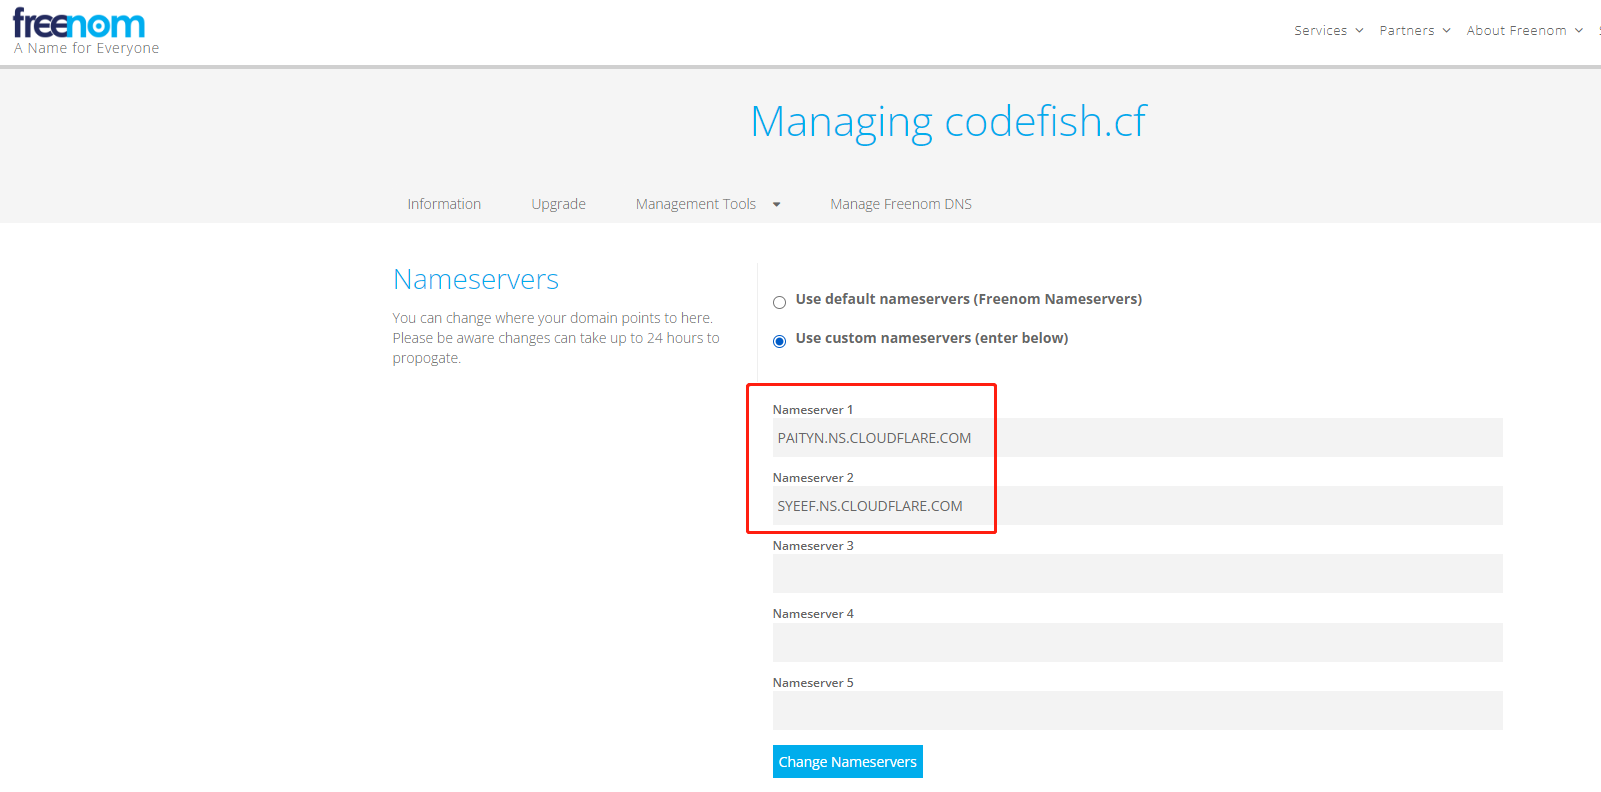 freenom
A Name for Everyone
Services
Partners
About Freenom
Managing codefish.cf
Information
Upgrade
Management Tools
Manage Freenom DNS
Nameservers
You can change where your domain points to here.
Please be aware changes can take up to 24 hours to
propogate.
Use default nameservers (Freenom Nameservers)
Use custom nameservers (enter below)
Nameserver 1
PAITYN.NS.CLOUDFLARE.COM
Nameserver 2
SYEEF.NS.CLOUDFLARE.COM
Nameserver 3
Nameserver 4
Nameserver 5
Change Nameservers